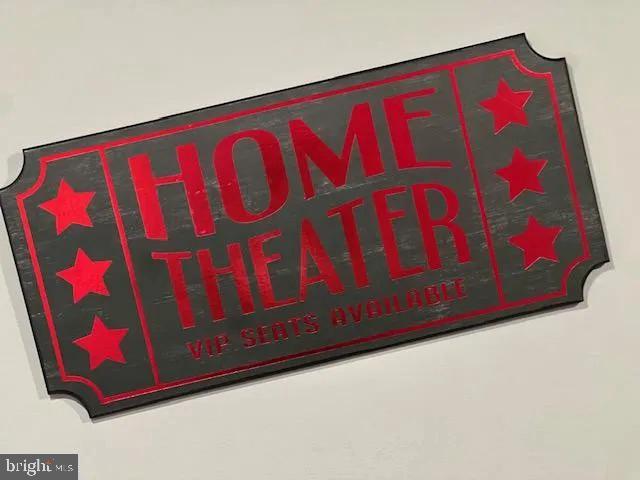 HOME
THEATER
VIP SEATS AVAILABLE
bright MLS